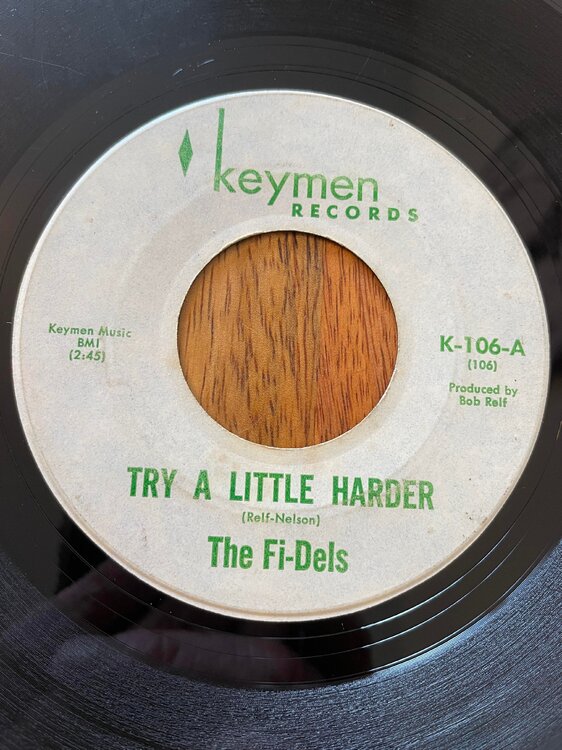 keymen
RECORDS
Keymen Music
BMI
(2:45)
K-106-A
(106)
Produced by
Bob Relf
TRY A LITTLE HARDER
(Relf-Nelson)
The Fi-Dels